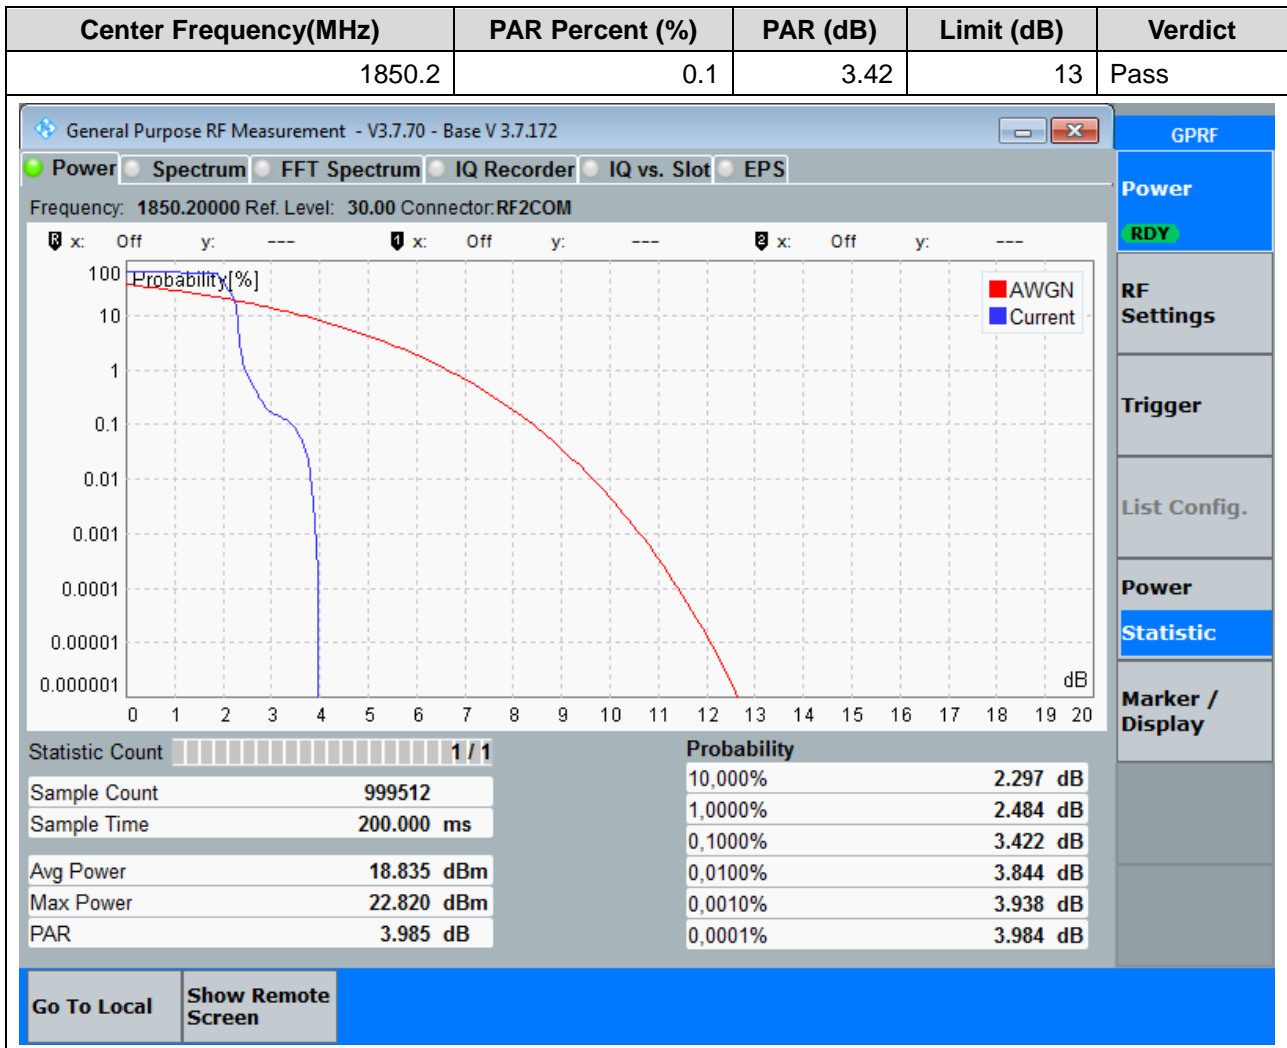 Center Frequency(MHz) PAR Percent (%) PAR (dB) Limit (dB) Verdict
1850.2 0.1 3.42 13 Pass
General Purpose RF Measurement - V3.7.70 - Base V 3.7.172
GPRF
Power Spectrum FFT Spectrum IQ Recorder IQ vs. Slot EPS
Frequency: 1850.20000 Ref. Level: 30.00 Connector: RF2COM
R x: Off y: --- 1 x: Off y: --- 2 x: Off y: ---
Probability[%]
AWGN
Current
100
10
1
0.1
0.01
0.001
0.0001
0.00001
0.000001
dB
0 1 2 3 4 5 6 7 8 9 10 11 12 13 14 15 16 17 18 19 20
Statistic Count 1 / 1
Sample Count 999512
Sample Time 200.000 ms
Avg Power 18.835 dBm
Max Power 22.820 dBm
PAR 3.985 dB
Probability
10,000% 2.297 dB
1,0000% 2.484 dB
0,1000% 3.422 dB
0,0100% 3.844 dB
0,0010% 3.938 dB
0,0001% 3.984 dB
Power
RDY
RF
Settings
Trigger
List Config.
Power
Statistic
Marker /
Display
Go To Local
Show Remote
Screen